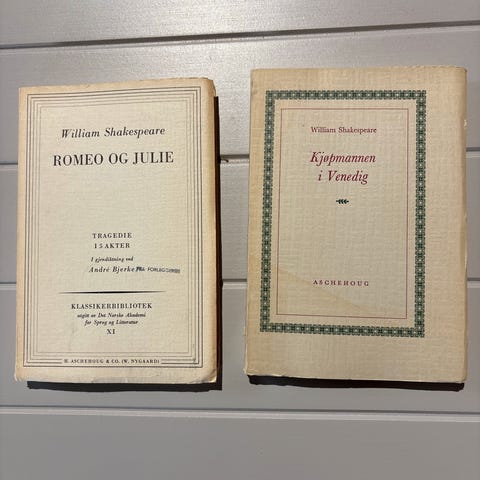 William Shakespeare
ROMEO OG JULIE
TRAGEDIE
I 5 AKTER
I gjendiktning ved
André Bjerke FRA FORLEGGEREN
KLASSIKERBIBLIOTEK
utgitt av Det Norske Akademi
for Sprog og Litteratur
XI
H. ASCHEHOUG & CO. (W. NYGAARD)
William Shakespeare
Kjøpmannen
i Venedig
ASCHEHOUG